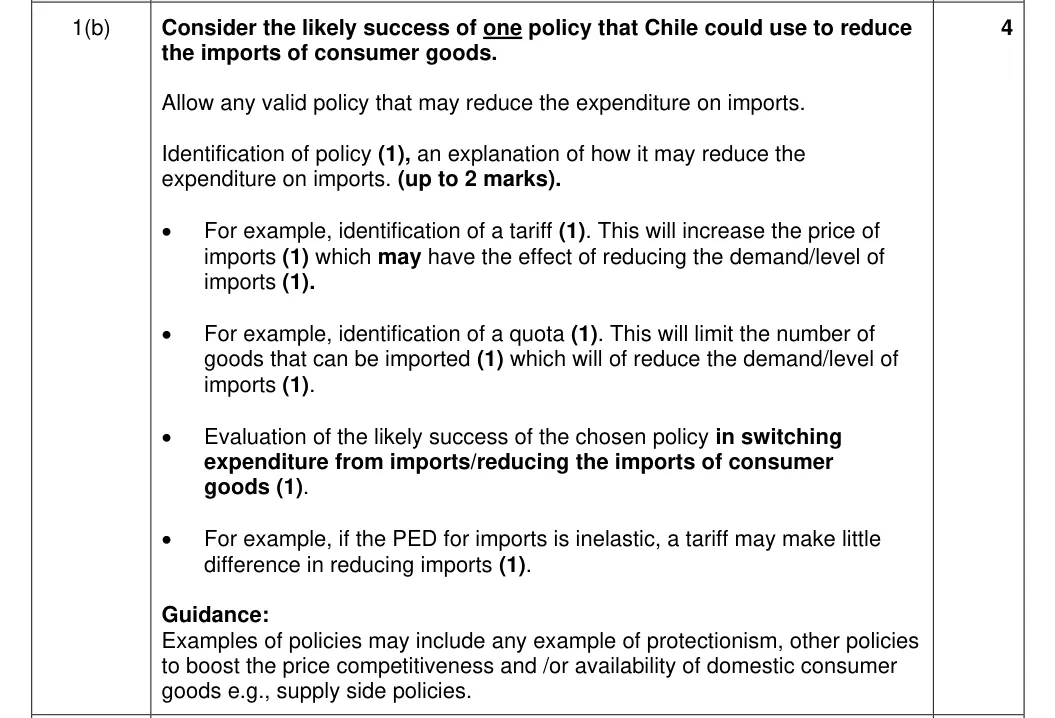 1(b) Consider the likely success of one policy that Chile could use to reduce 4
the imports of consumer goods.
Allow any valid policy that may reduce the expenditure on imports.
Identification of policy (1), an explanation of how it may reduce the
expenditure on imports. (up to 2 marks).
• For example, identification of a tariff (1). This will increase the price of
imports (1) which may have the effect of reducing the demand/level of
imports (1).
• For example, identification of a quota (1). This will limit the number of
goods that can be imported (1) which will of reduce the demand/level of
imports (1).
• Evaluation of the likely success of the chosen policy in switching
expenditure from imports/reducing the imports of consumer
goods (1).
• For example, if the PED for imports is inelastic, a tariff may make little
difference in reducing imports (1).
Guidance:
Examples of policies may include any example of protectionism, other policies
to boost the price competitiveness and /or availability of domestic consumer
goods e.g., supply side policies.